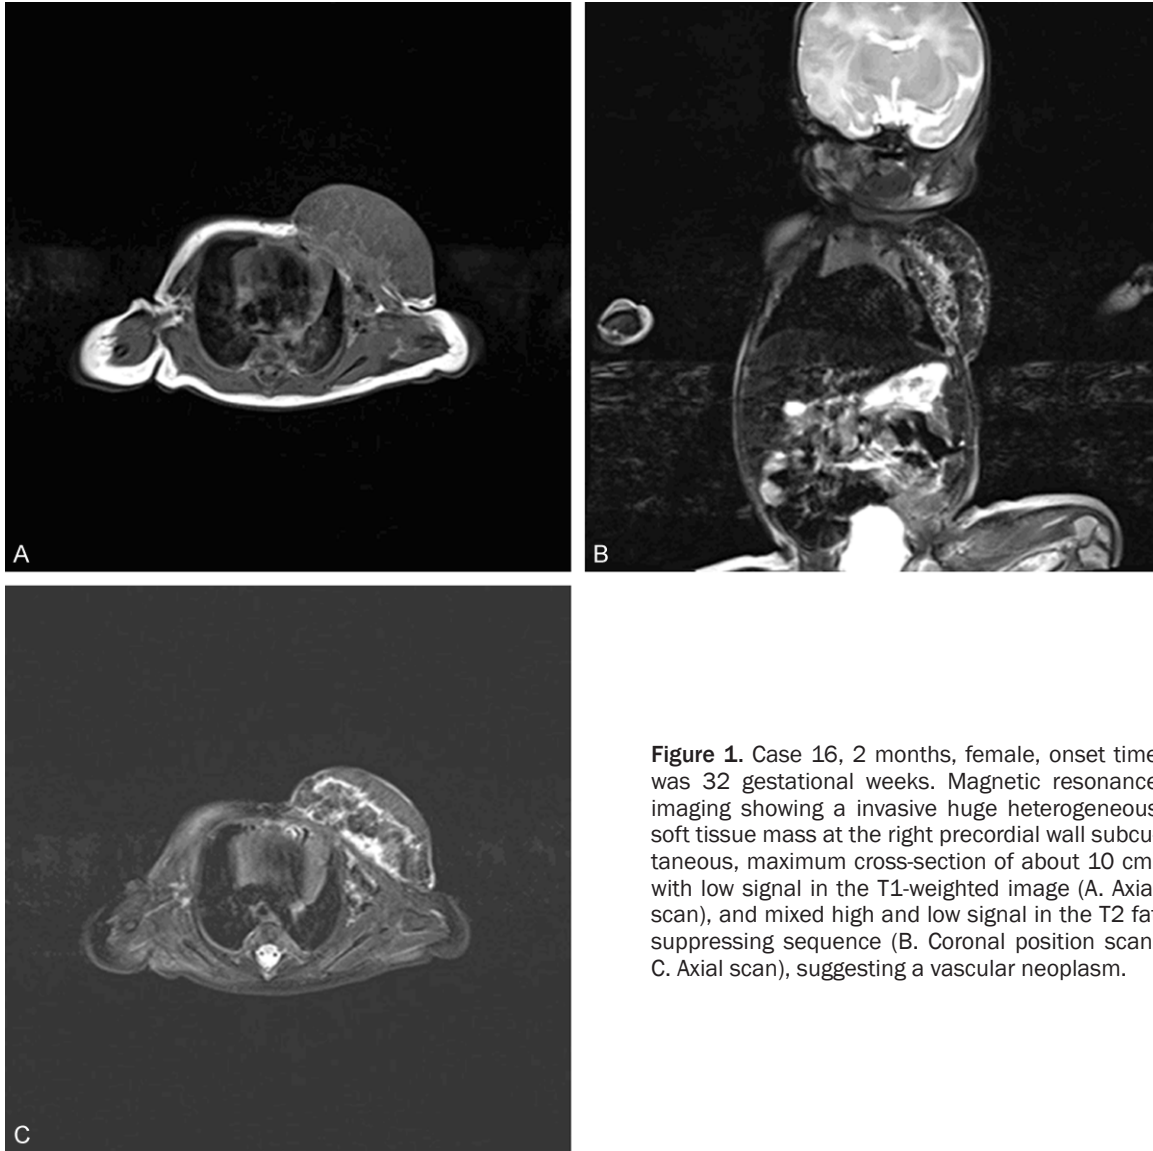 A
B
C
Figure 1. Case 16, 2 months, female, onset time
was 32 gestational weeks. Magnetic resonance
imaging showing a invasive huge heterogeneous
soft tissue mass at the right precordial wall subcu-
taneous, maximum cross-section of about 10 cm
with low signal in the T1-weighted image (A. Axia
scan), and mixed high and low signal in the T2 fat
suppressing sequence (B. Coronal position scan
C. Axial scan), suggesting a vascular neoplasm.